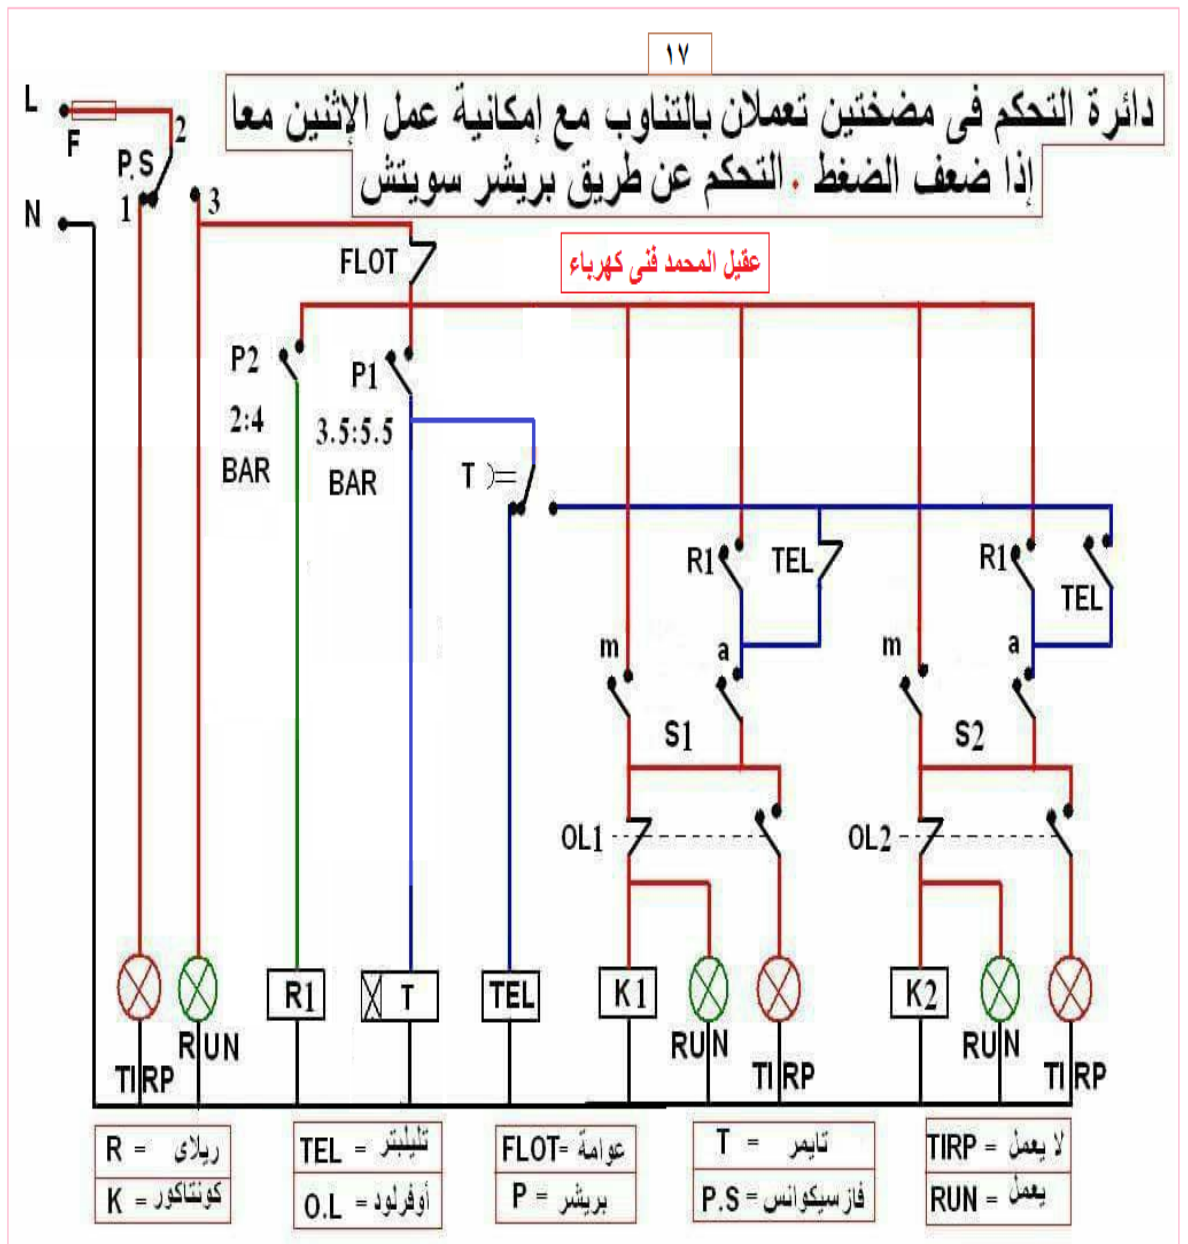 ١٧
دائرة التحكم فى مضختين تعملان بالتناوب مع إمكانية عمل الإثنين معا
إذا ضعف الضغط . التحكم عن طريق بريشر سويتش
عقيل المحمد فنى كهرباء
L
F
2
P.S
1
3
N
FLOT
P2
P1
2:4
BAR
3.5:5.5
BAR
T
R1
TEL
R1
TEL
m
a
m
a
S1
S2
OL1
OL2
R1
T
TEL
K1
K2
RUN
RUN
RUN
TIRP
TIRP
TIRP
R = ريلاى
TEL = تليلبتر
FLOT= عوامة
T = تايمر
TIRP = لا يعمل
K = كونتاكور
O.L = أوفرلود
P = بريشر
P.S = فازسيكوانس
RUN = يعمل